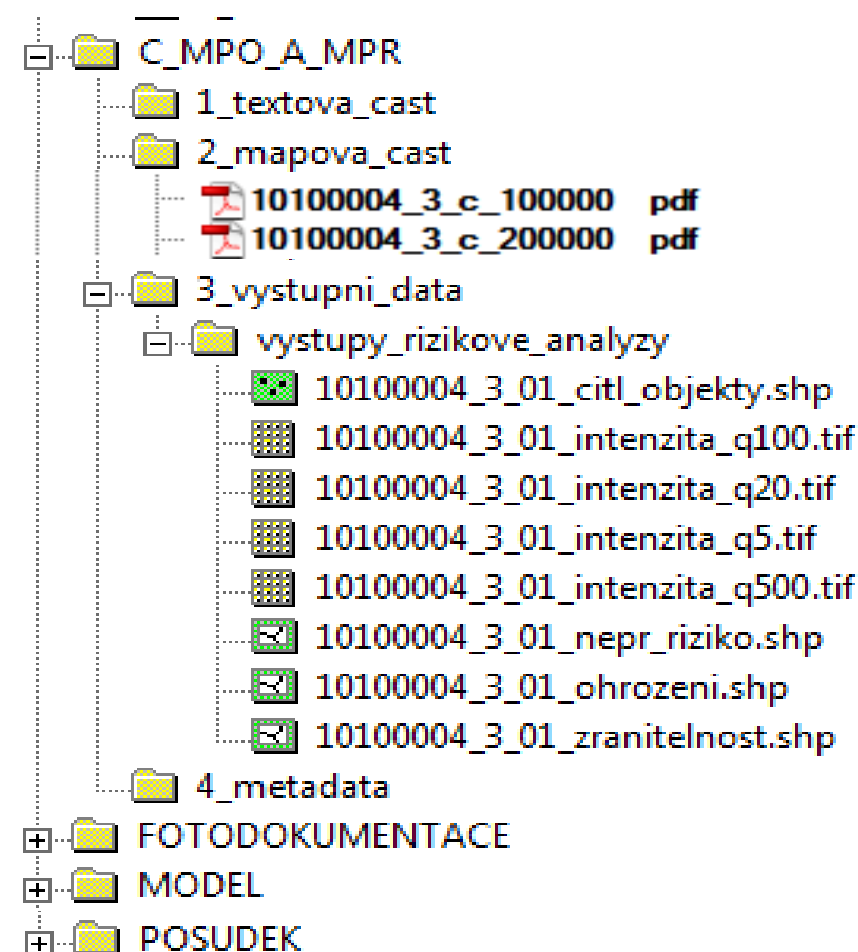 C_MPO_A_MPR
1_textova_cast
2_mapova_cast
10100004_3_c_100000 pdf
10100004_3_c_200000 pdf
3_vystupni_data
vystupy_rizikove_analyzy
10100004_3_01_citl_objekty.shp
10100004_3_01_intenzita_q100.tif
10100004_3_01_intenzita_q20.tif
10100004_3_01_intenzita_q5.tif
10100004_3_01_intenzita_q500.tif
10100004_3_01_nepr_riziko.shp
10100004_3_01_ohrozeni.shp
10100004_3_01_zranitelnost.shp
4_metadata
FOTODOKUMENTACE
MODEL
POSUDEK